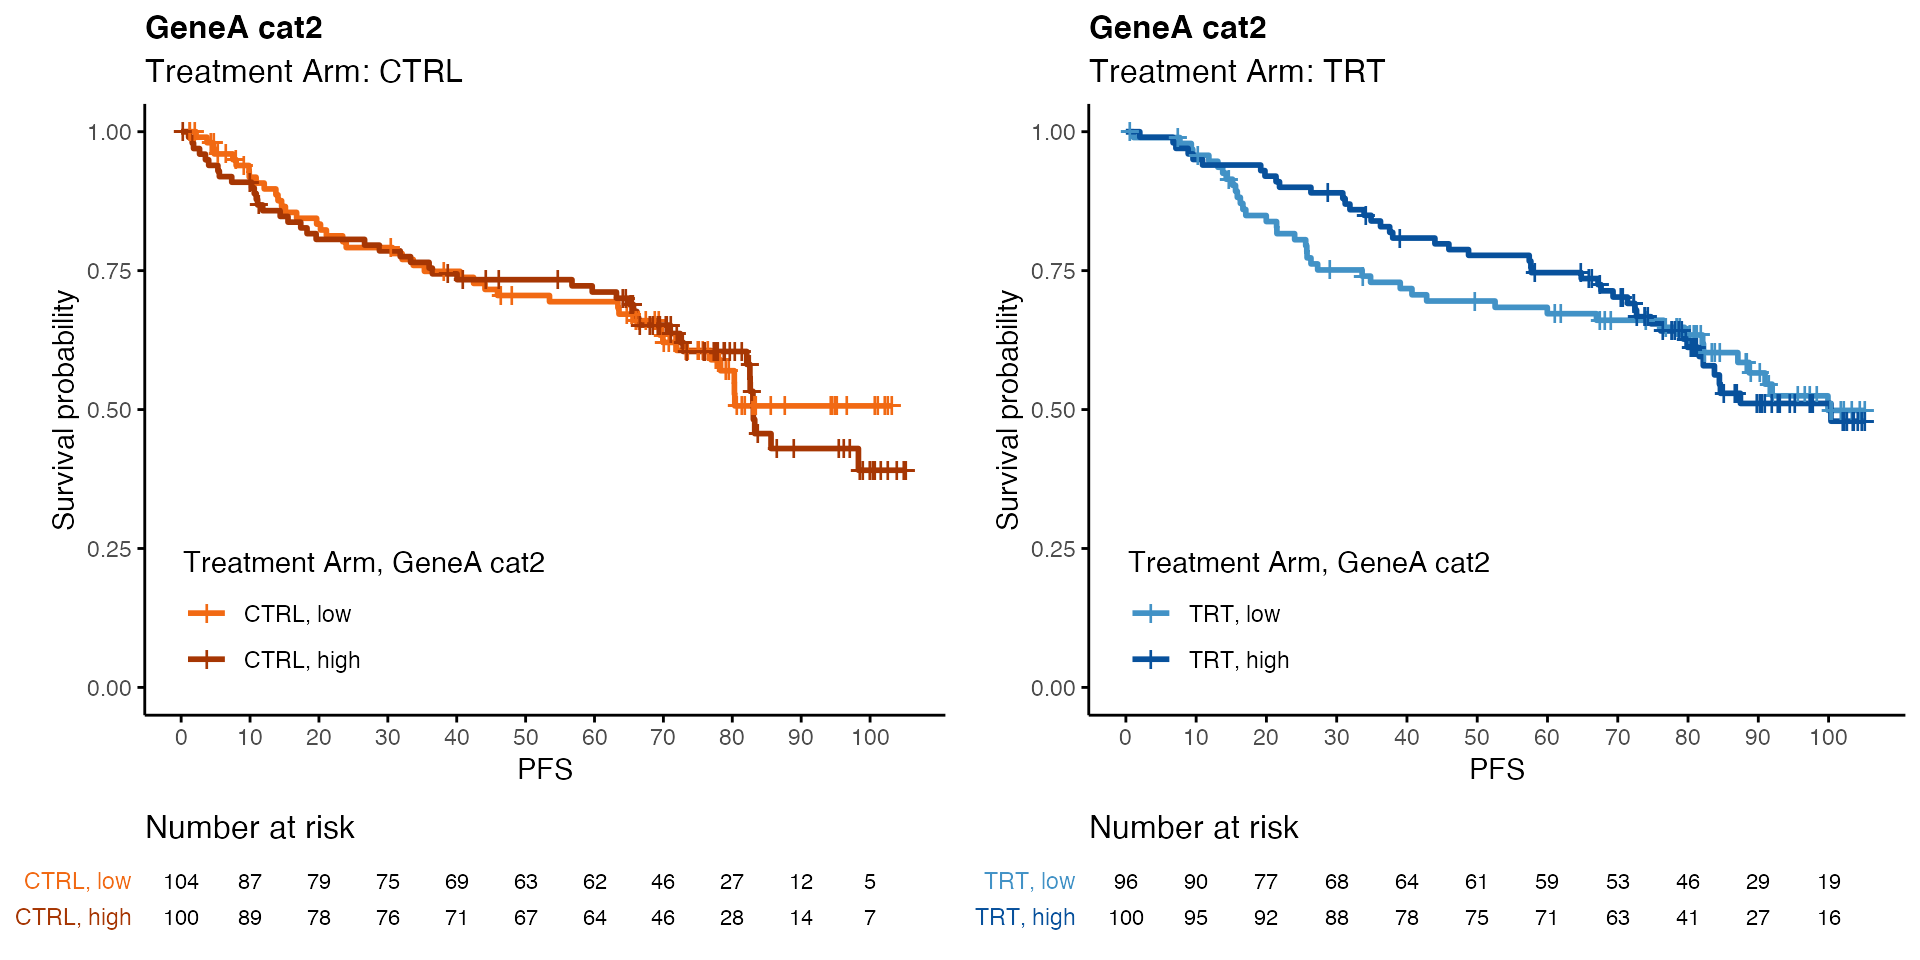 GeneA cat2
Treatment Arm: CTRL
Survival probability
1.00
0.75
0.50
0.25
0.00
Treatment Arm, GeneA cat2
CTRL, low
CTRL, high
0 10 20 30 40 50 60 70 80 90 100
PFS
Number at risk
CTRL, low 104 87 79 75 69 63 62 46 27 12 5
CTRL, high 100 89 78 76 71 67 64 46 28 14 7
GeneA cat2
Treatment Arm: TRT
Survival probability
1.00
0.75
0.50
0.25
0.00
Treatment Arm, GeneA cat2
TRT, low
TRT, high
0 10 20 30 40 50 60 70 80 90 100
PFS
Number at risk
TRT, low 96 90 77 68 64 61 59 53 46 29 19
TRT, high 100 95 92 88 78 75 71 63 41 27 16